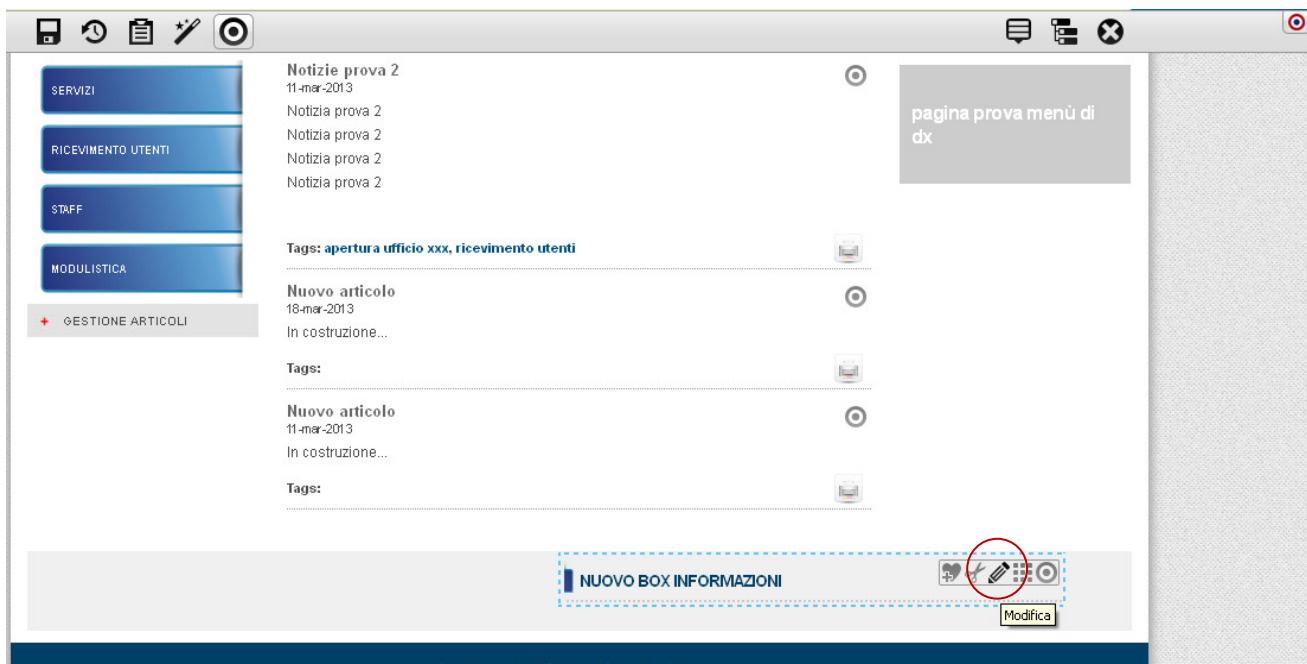 SERVIZI
RICEVIMENTO UTENTI
STAFF
MODULISTICA
+ GESTIONE ARTICOLI
Notizie prova 2
11-mar-2013
Notizia prova 2
Notizia prova 2
Notizia prova 2
Notizia prova 2
Tags: apertura ufficio xxx, ricevimento utenti
Nuovo articolo
18-mar-2013
In costruzione...
Tags:
Nuovo articolo
11-mar-2013
In costruzione...
Tags:
pagina prova menù di
dx
NUOVO BOX INFORMAZIONI
Modifica